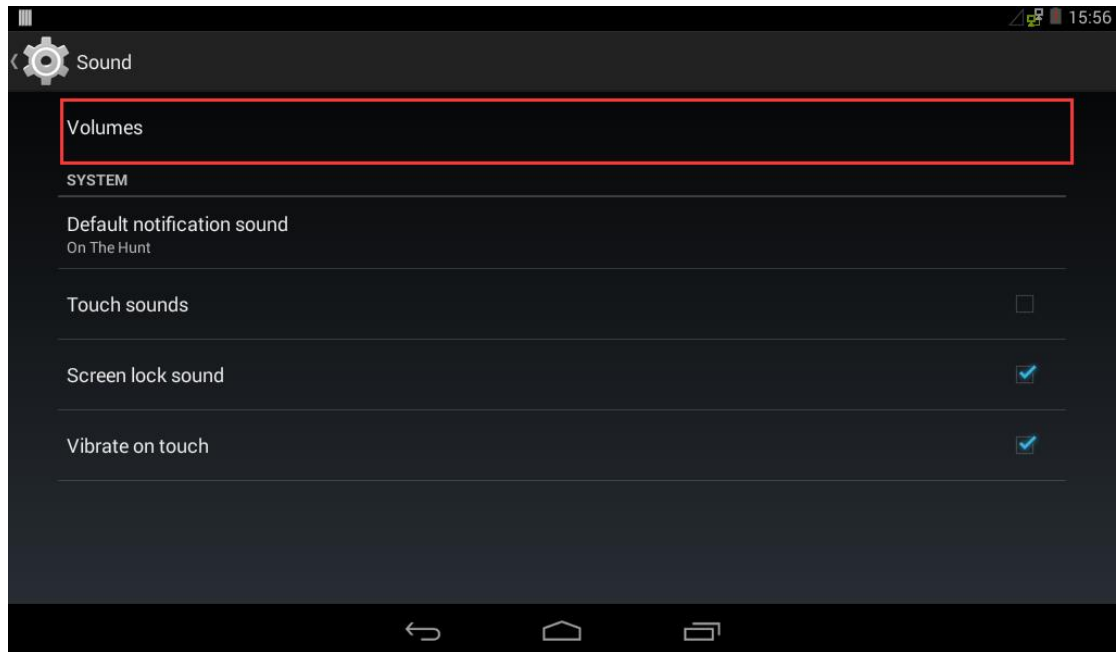 15:56
Sound
Volumes
SYSTEM
Default notification sound
On The Hunt
Touch sounds
Screen lock sound
Vibrate on touch